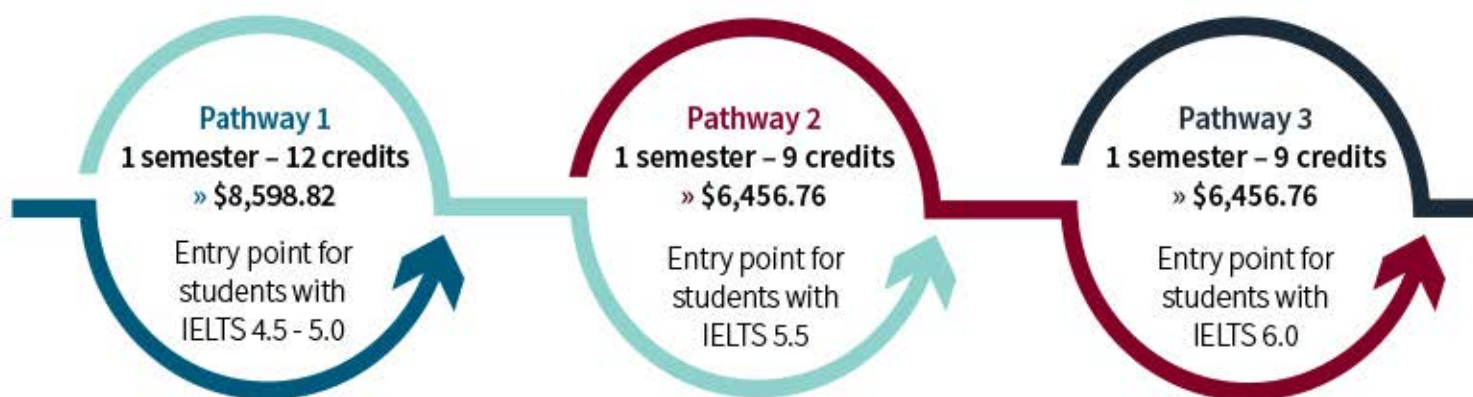 Pathway 1
1 semester – 12 credits
» $8,598.82
Entry point for
students with
IELTS 4.5 - 5.0
Pathway 2
1 semester – 9 credits
» $6,456.76
Entry point for
students with
IELTS 5.5
Pathway 3
1 semester – 9 credits
» $6,456.76
Entry point for
students with
IELTS 6.0